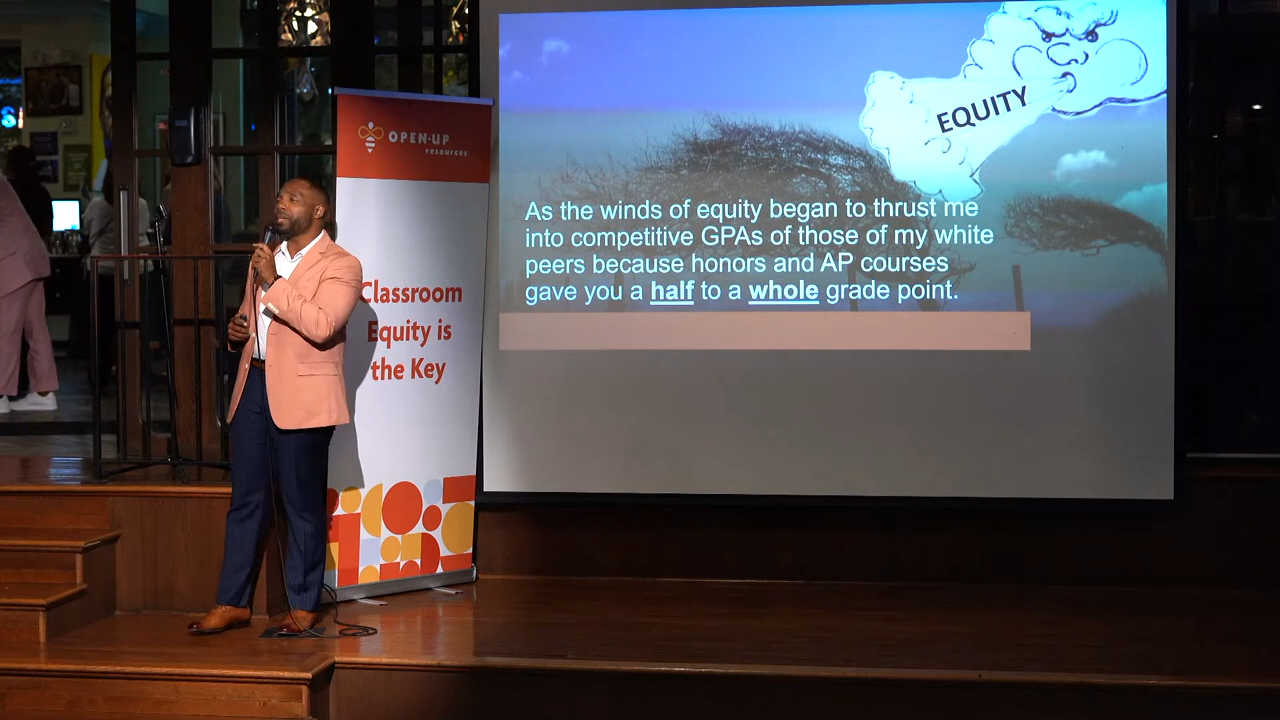 OPEN-UP
resources
Classroom
Equity is
the Key
EQUITY
As the winds of equity began to thrust me
into competitive GPAs of those of my white
peers because honors and AP courses
gave you a half to a whole grade point.